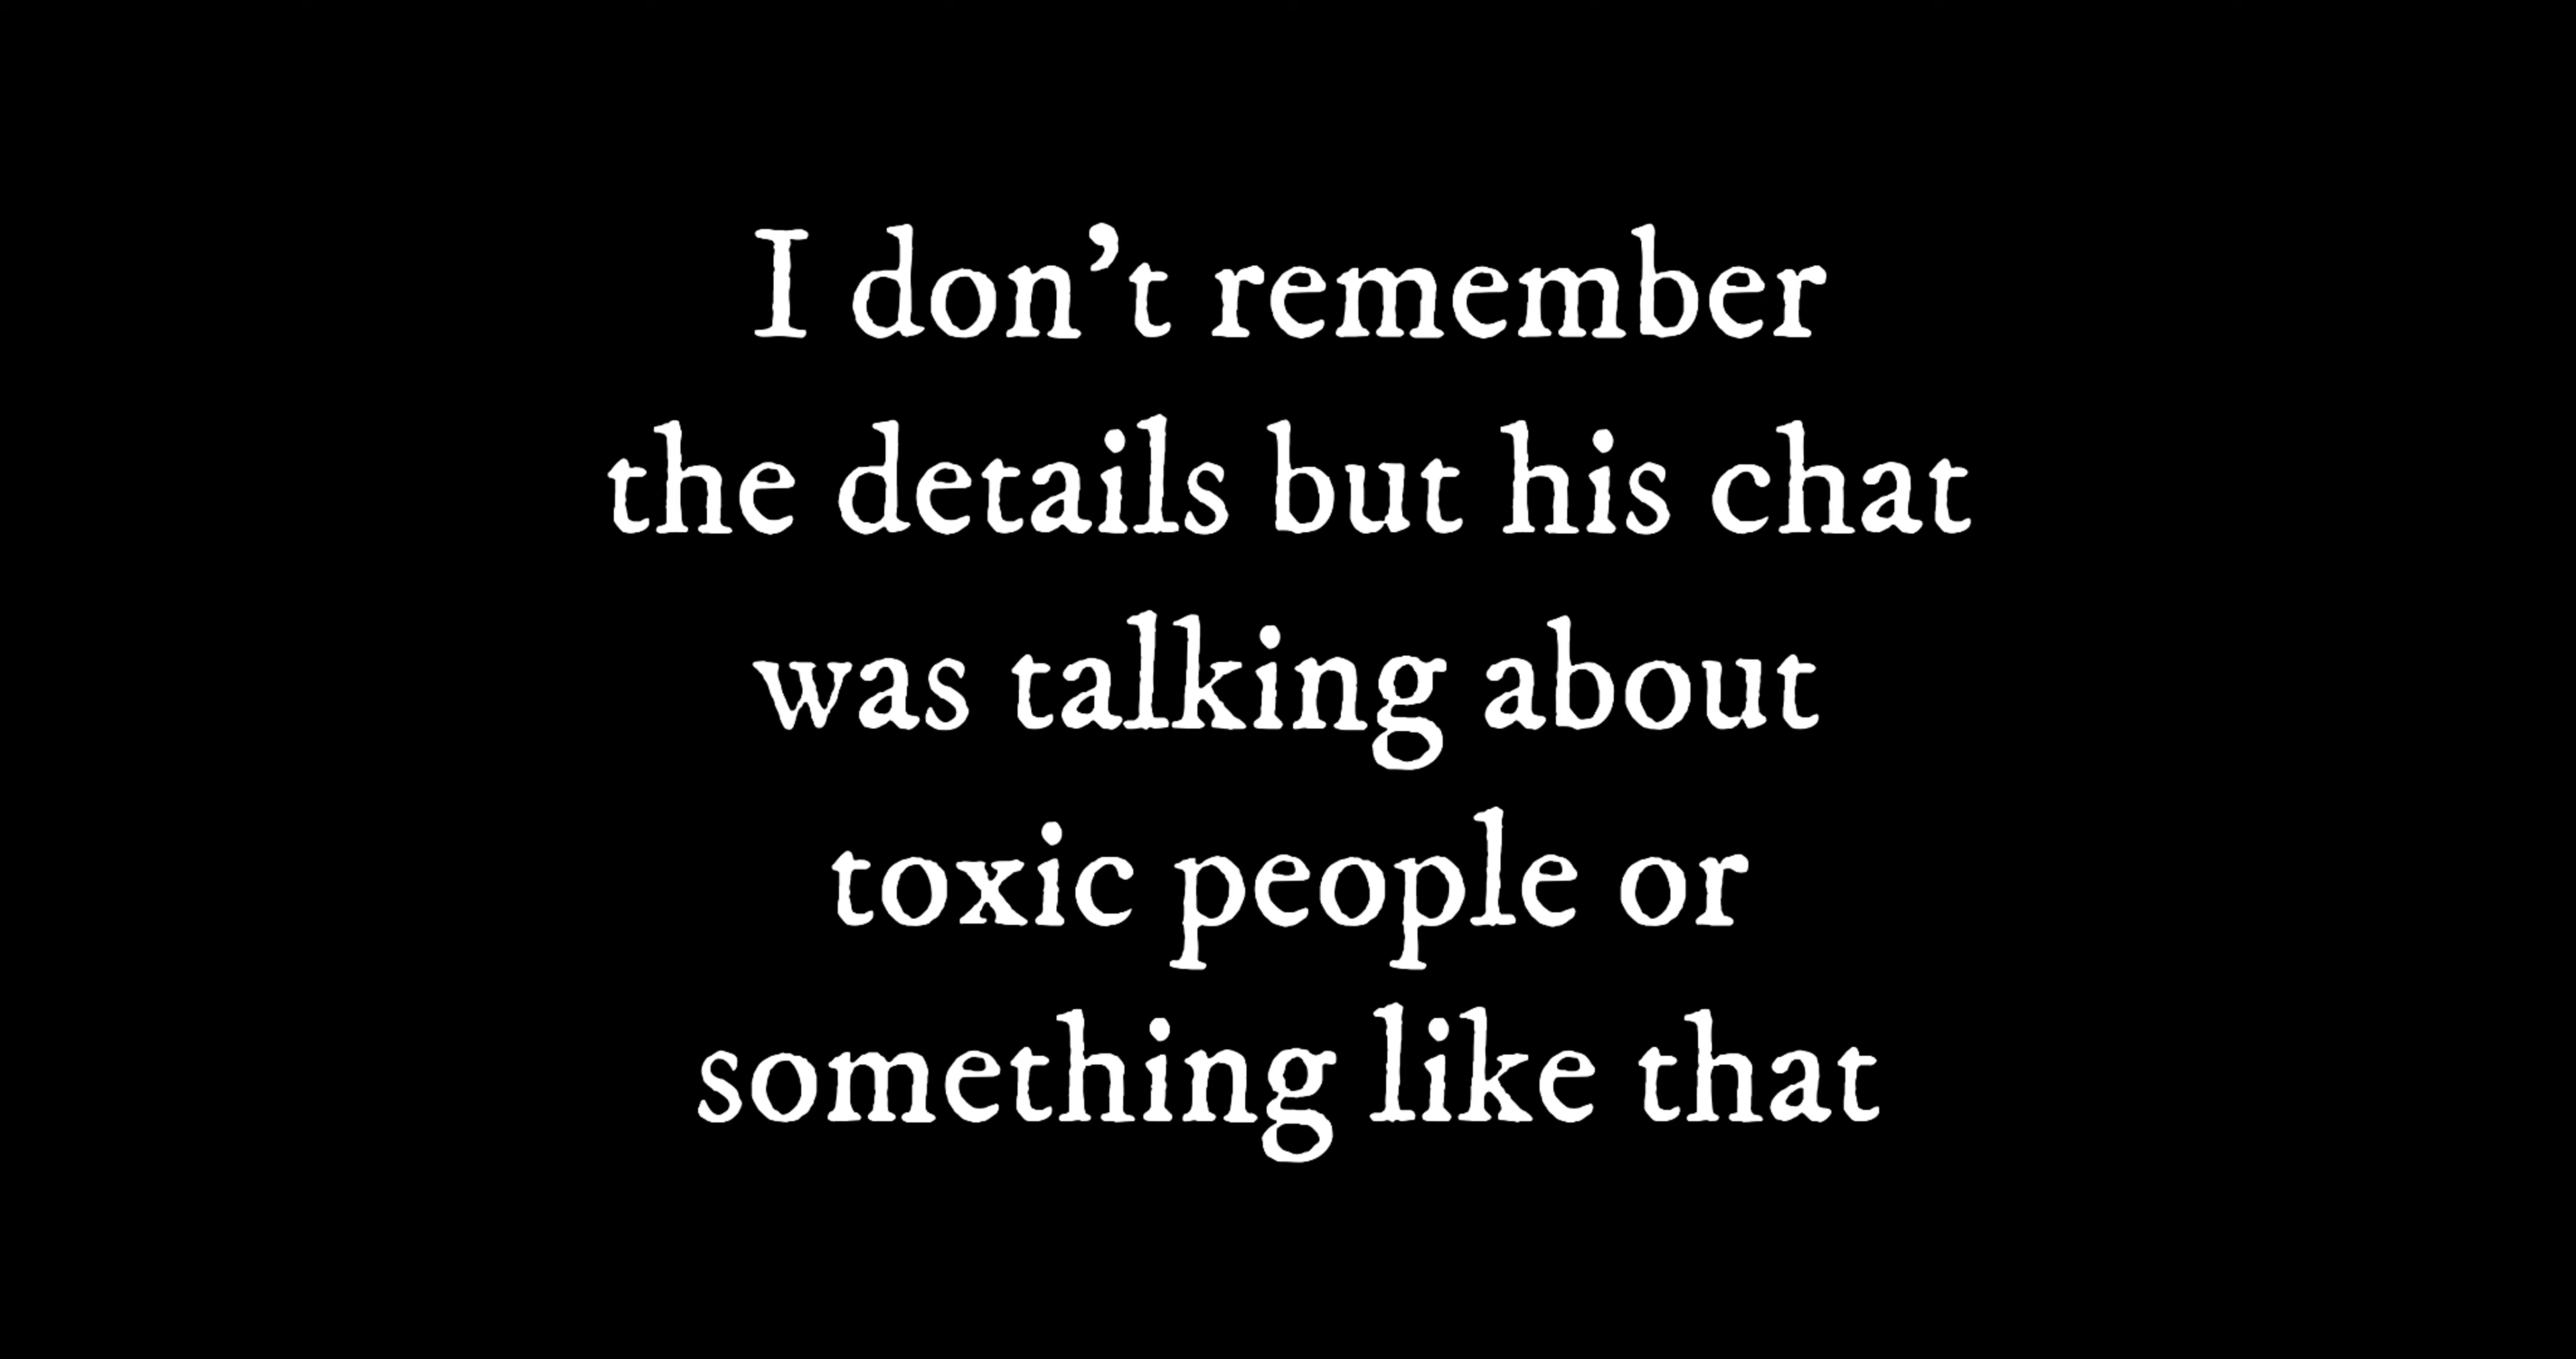 I don’t remember
the details but his chat
was talking about
toxic people or
something like that